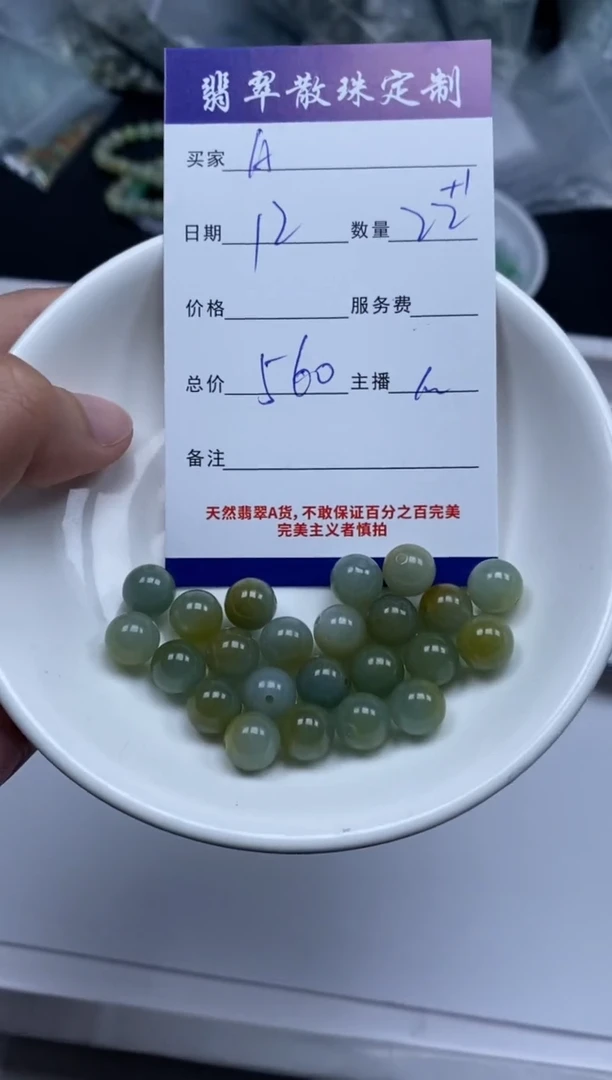 翡翠散珠定制
买家 A
日期 12 数量 22 +1
价格 服务费
总价 560 主播
备注
天然翡翠A货,不敢保证百分之百完美
完美主义者慎拍